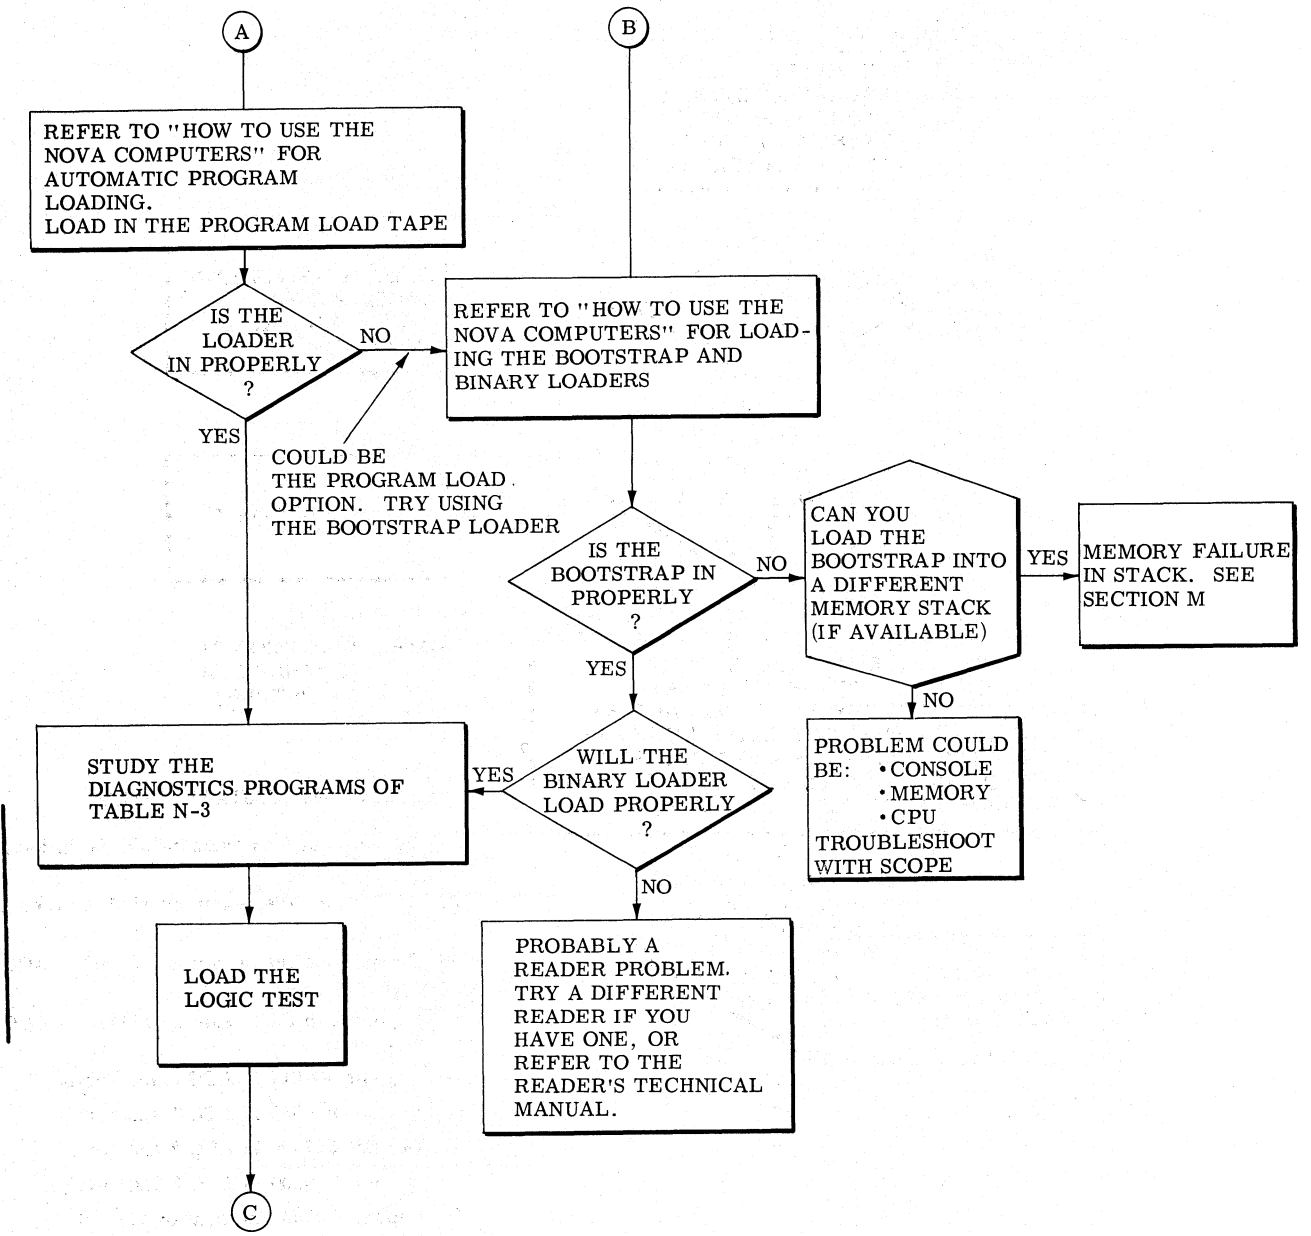 A
B
REFER TO "HOW TO USE THE
NOVA COMPUTERS" FOR
AUTOMATIC PROGRAM
LOADING.
LOAD IN THE PROGRAM LOAD TAPE
IS THE
LOADER
IN PROPERLY
?
NO
YES
REFER TO "HOW TO USE THE
NOVA COMPUTERS" FOR LOAD-
ING THE BOOTSTRAP AND
BINARY LOADERS
COULD BE
THE PROGRAM LOAD
OPTION. TRY USING
THE BOOTSTRAP LOADER
IS THE
BOOTSTRAP IN
PROPERLY
?
NO
YES
CAN YOU
LOAD THE
BOOTSTRAP INTO
A DIFFERENT
MEMORY STACK
(IF AVAILABLE)
YES
NO
MEMORY FAILURE
IN STACK. SEE
SECTION M
STUDY THE
DIAGNOSTICS PROGRAMS OF
TABLE N-3
YES
WILL THE
BINARY LOADER
LOAD PROPERLY
?
NO
PROBLEM COULD
BE: • CONSOLE
• MEMORY
• CPU
TROUBLESHOOT
WITH SCOPE
LOAD THE
LOGIC TEST
PROBABLY A
READER PROBLEM.
TRY A DIFFERENT
READER IF YOU
HAVE ONE, OR
REFER TO THE
READER'S TECHNICAL
MANUAL.
C